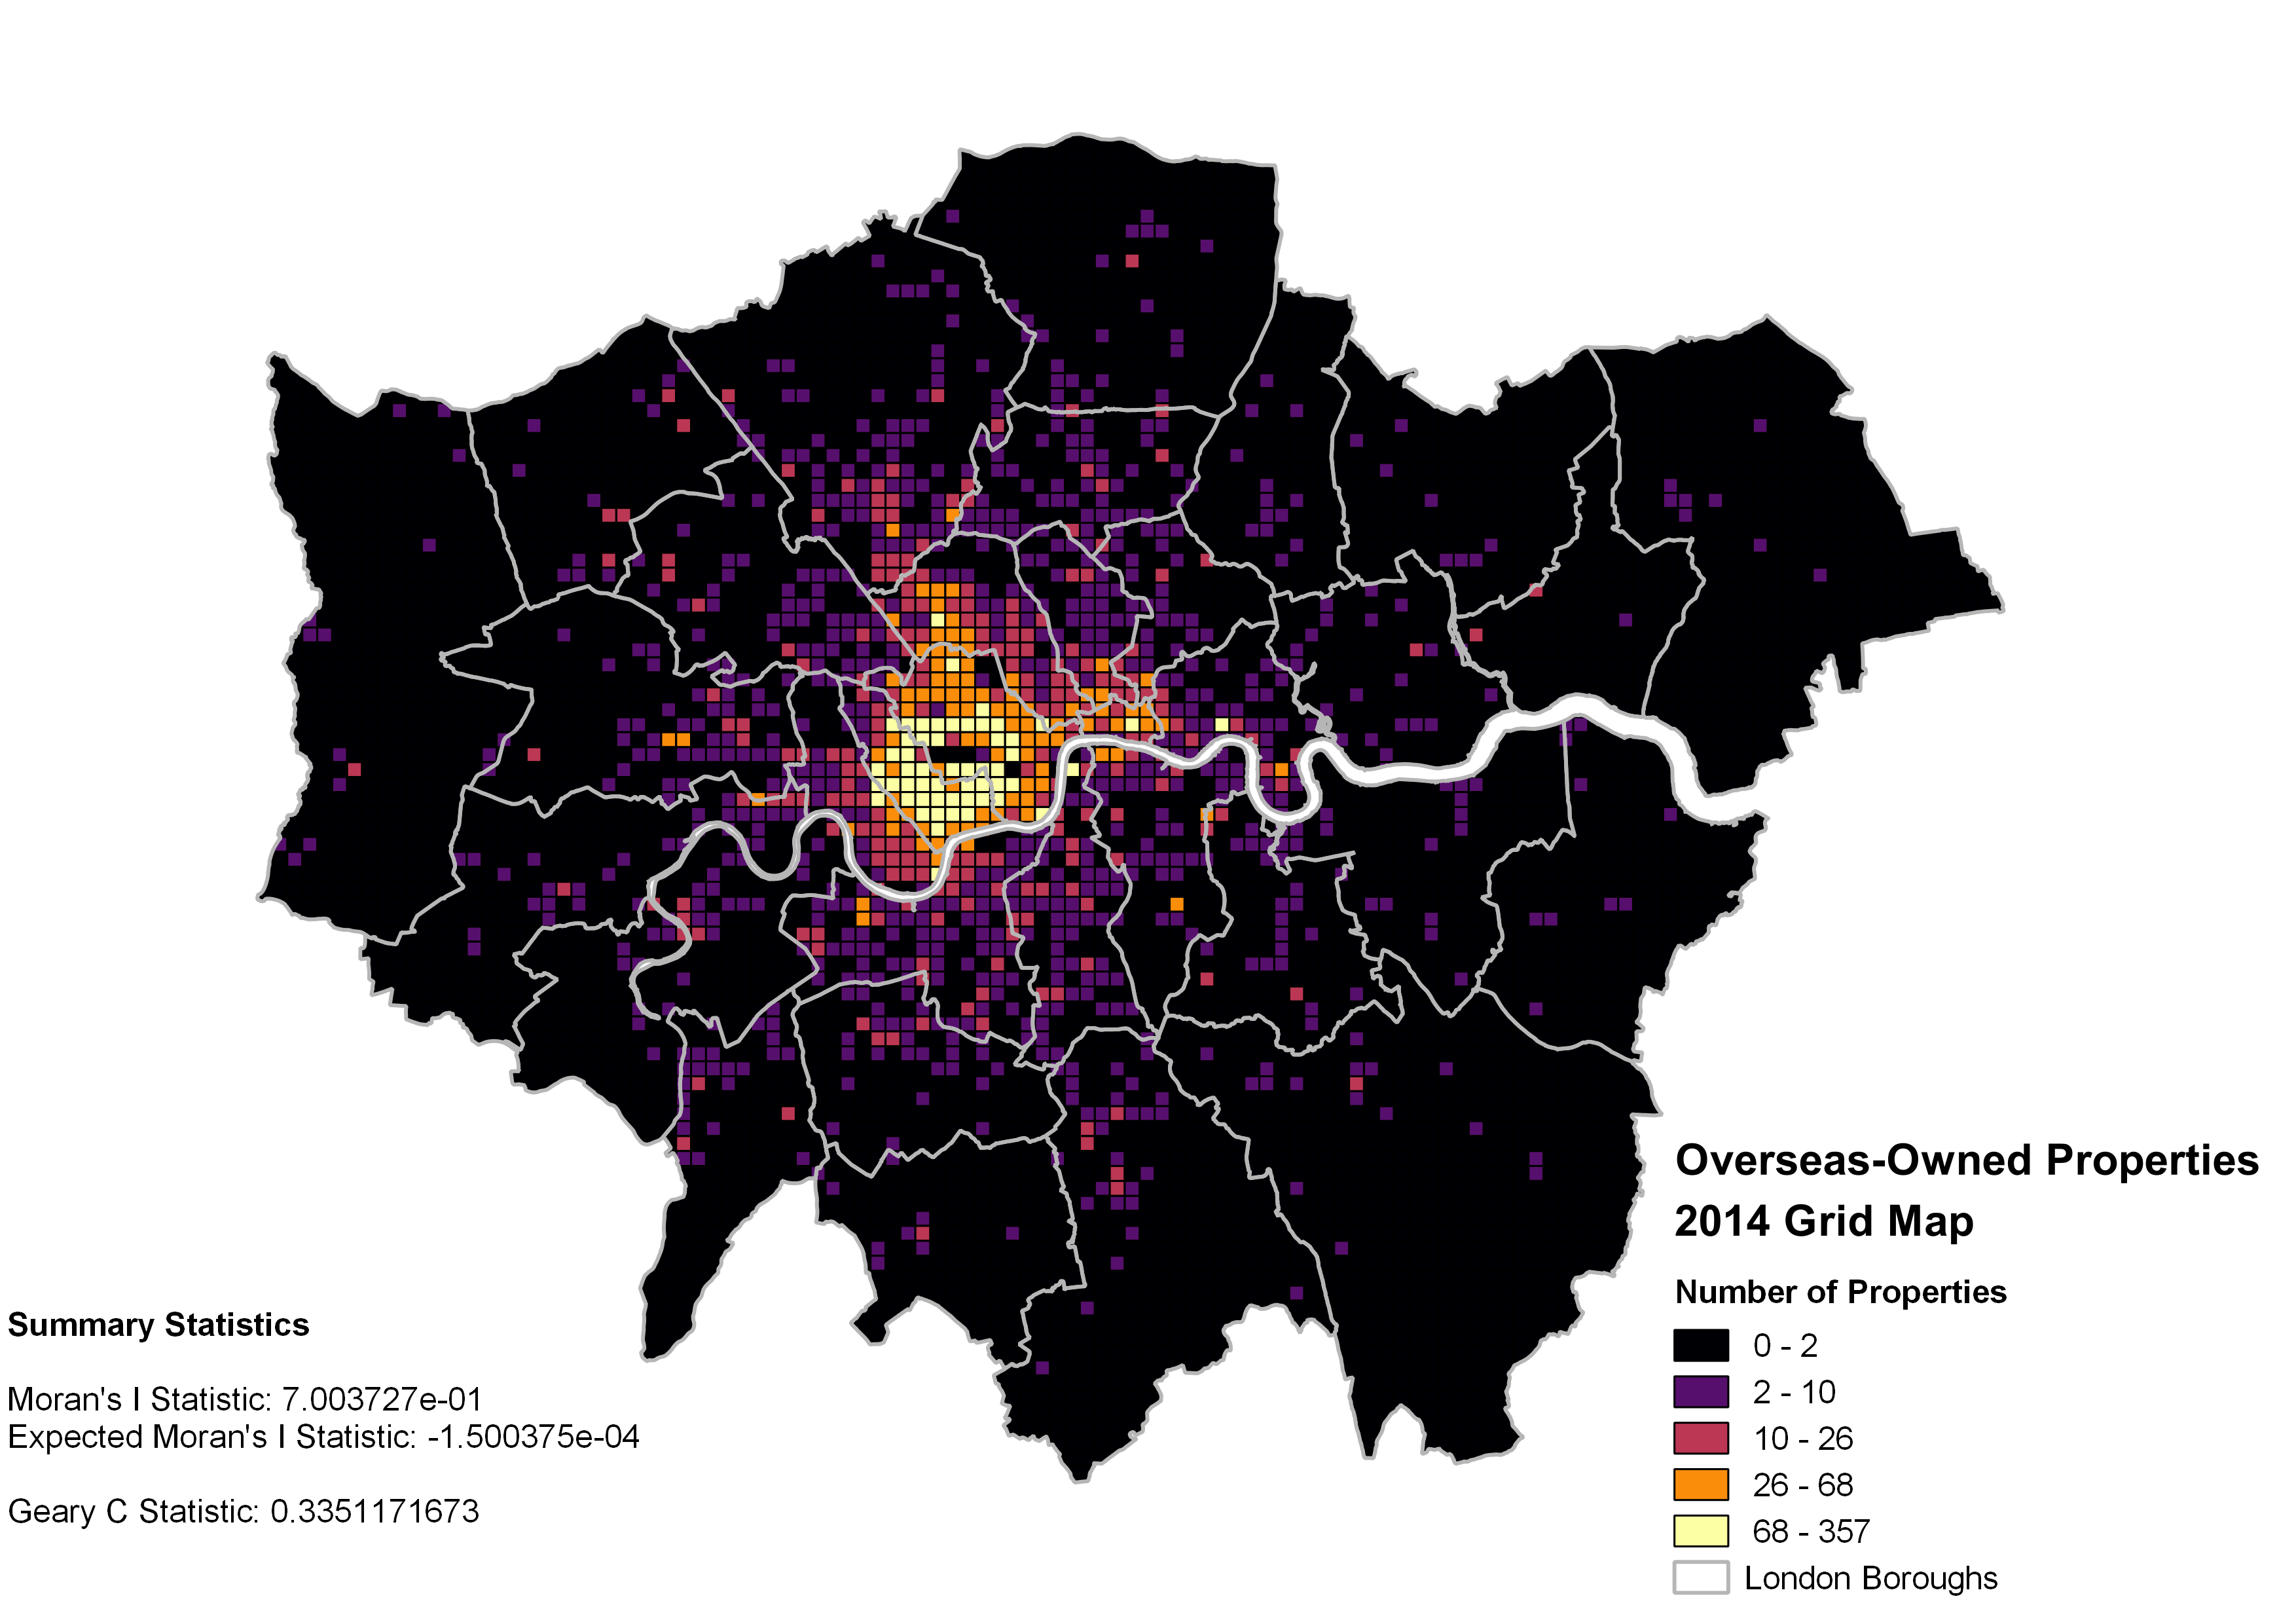 Overseas-Owned Properties
2014 Grid Map
Number of Properties
0 - 2
2 - 10
10 - 26
26 - 68
68 - 357
London Boroughs
Summary Statistics
Moran's I Statistic: 7.003727e-01
Expected Moran's I Statistic: -1.500375e-04
Geary C Statistic: 0.3351171673